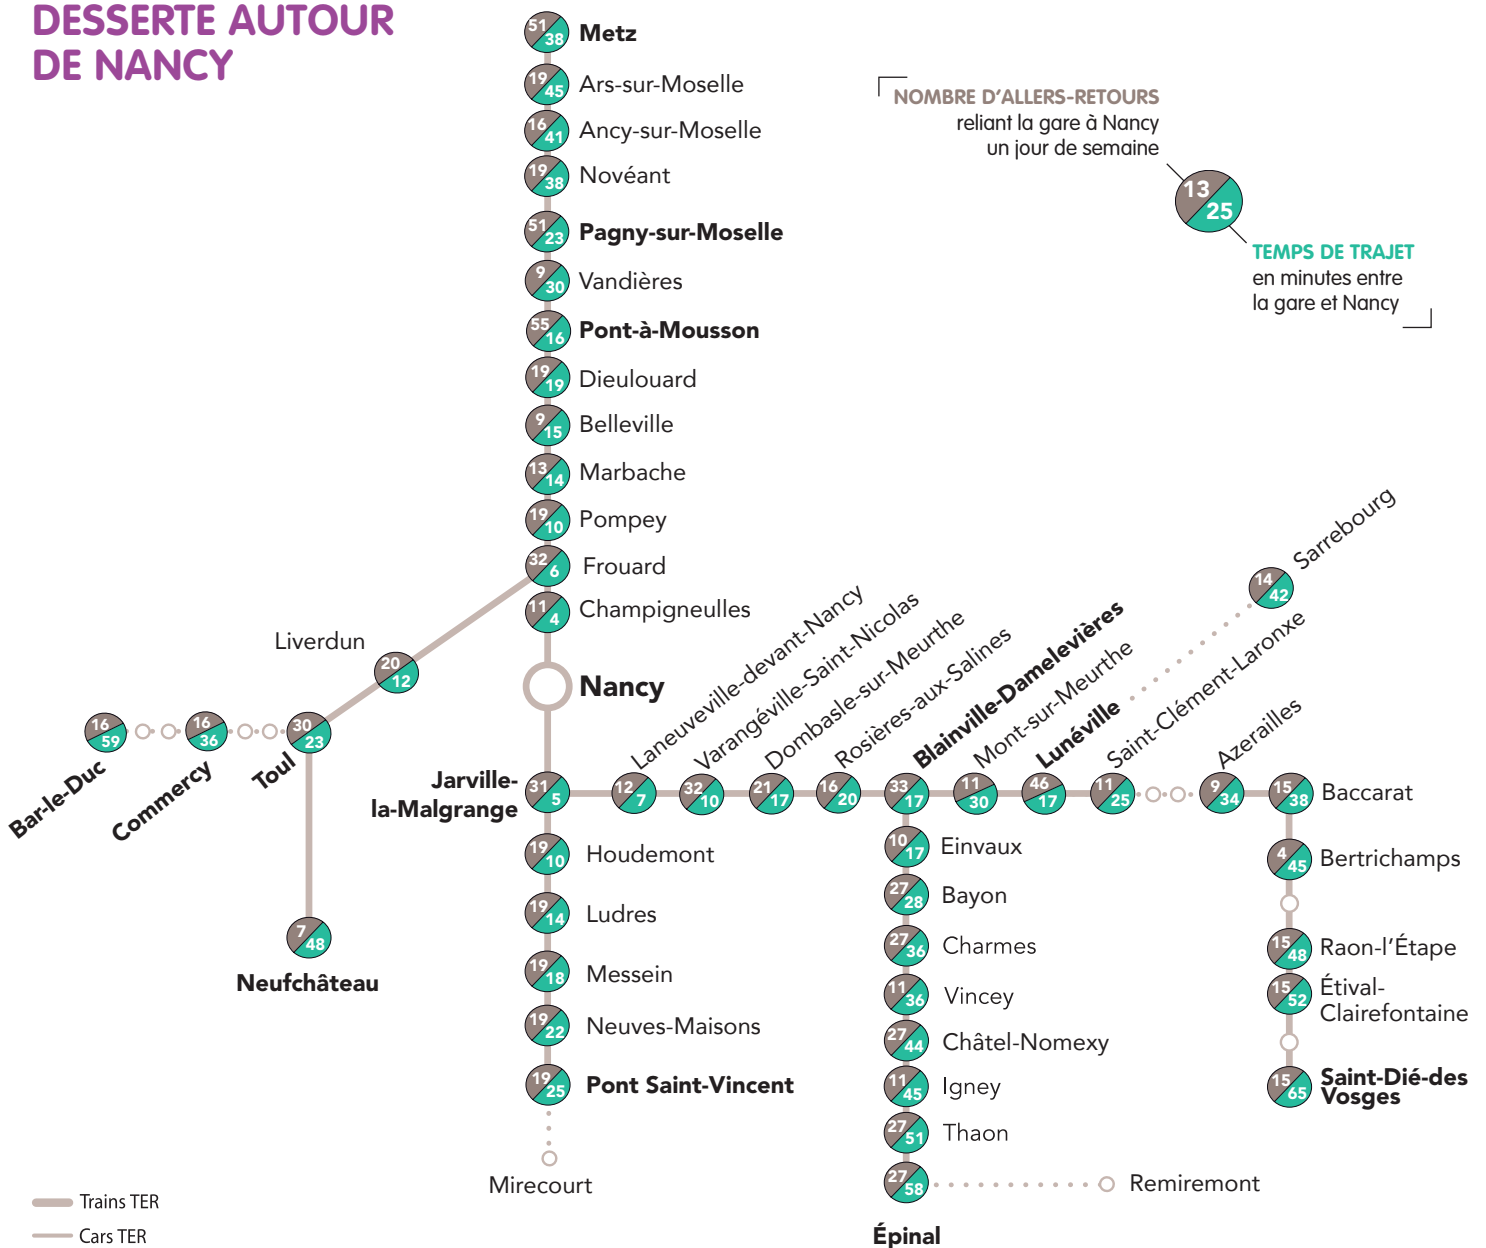 DESSERTE AUTOUR
DE NANCY
51
38
Metz
19
45
Ars-sur-Moselle
16
41
Ancy-sur-Moselle
19
38
Novéant
51
23
Pagny-sur-Moselle
9
30
Vandières
55
16
Pont-à-Mousson
19
19
Dieulouard
9
15
Belleville
13
14
Marbache
19
10
Pompey
32
6
Frouard
11
4
Champigneulles
Nancy
NOMBRE D'ALLERS-RETOURS
reliant la gare à Nancy
un jour de semaine
13
25
TEMPS DE TRAJET
en minutes entre
la gare et Nancy
Liverdun
20
12
16
59
Bar-le-Duc
16
36
Commercy
30
23
Toul
7
48
Neufchâteau
Jarville-
la-Malgrange
31
5
12
7
Laneuveville-devant-Nancy
32
10
Varangéville-Saint-Nicolas
21
17
Dombasle-sur-Meurthe
16
20
Rosières-aux-Salines
33
17
Blainville-Damelevières
11
30
Mont-sur-Meurthe
46
17
Lunéville
14
42
Sarrebourg
11
25
Saint-Clément-Laronxe
9
34
Azerailles
15
38
Baccarat
19
10
Houdemont
19
14
Ludres
19
18
Messein
19
22
Neuves-Maisons
19
25
Pont Saint-Vincent
Mirecourt
10
17
Einvaux
27
28
Bayon
27
36
Charmes
11
36
Vincey
27
44
Châtel-Nomexy
11
45
Igney
27
51
Thaon
27
58
Épinal
Remiremont
4
45
Bertrichamps
15
48
Raon-l'Étape
15
52
Étival-
Clairefontaine
15
65
Saint-Dié-des
Vosges
Trains TER
Cars TER